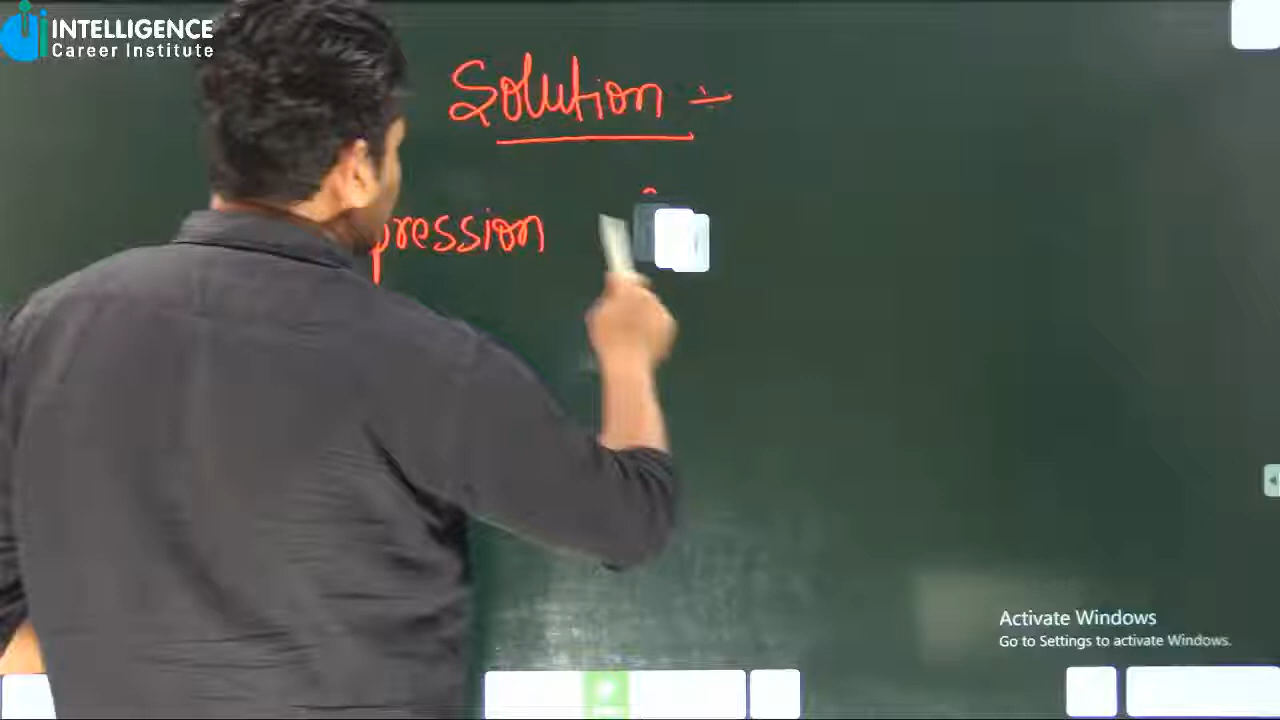 INTELLIGENCE
Career Institute
Solution :-
pression
Activate Windows
Go to Settings to activate Windows.